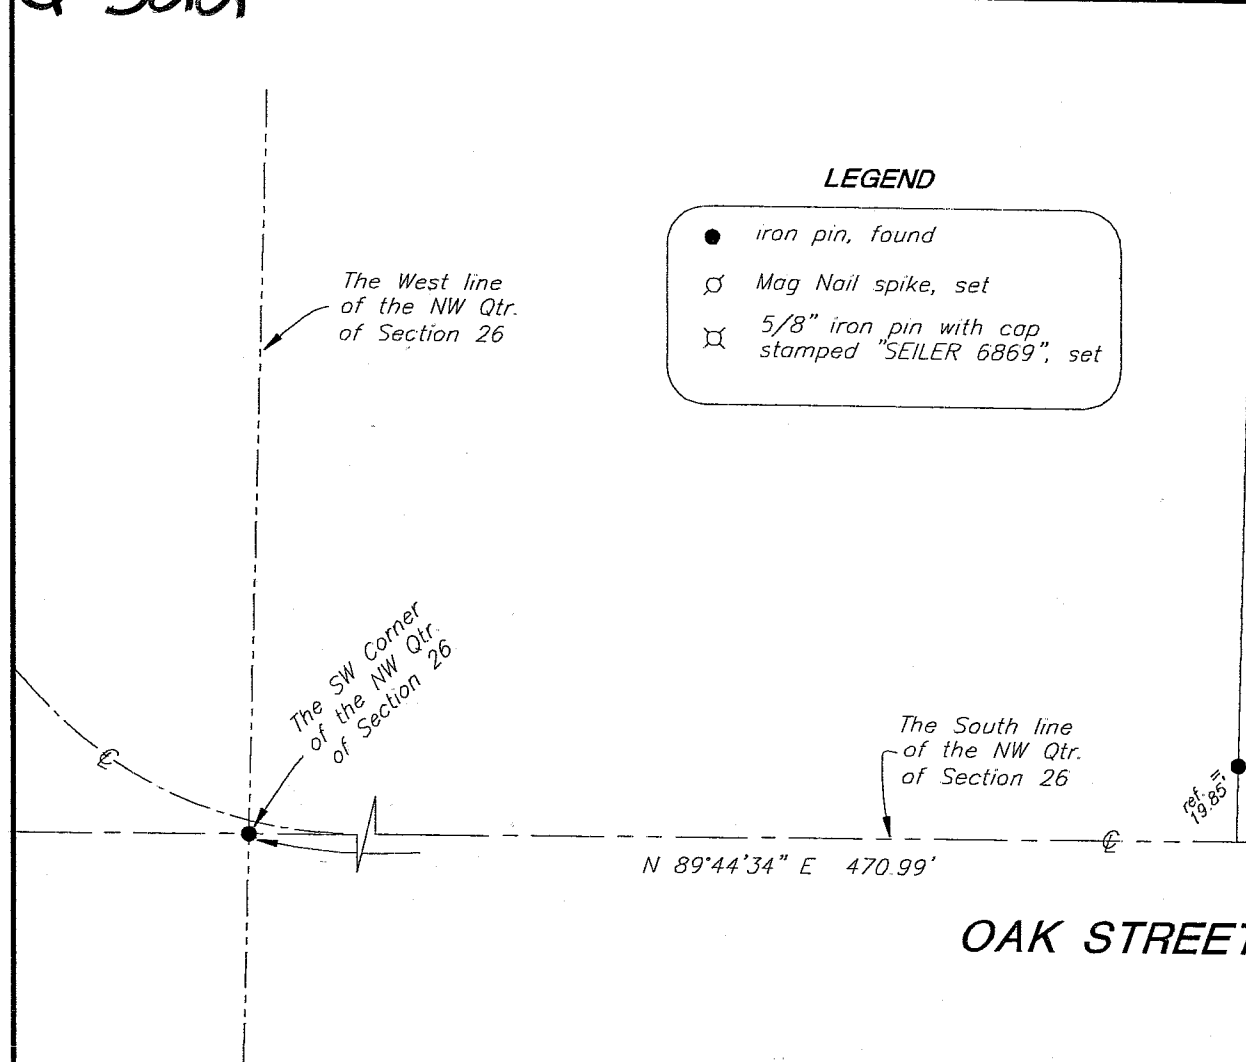 LEGEND
iron pin, found
Mag Nail spike, set
5/8" iron pin with cap
stamped "SEILER 6869", set
The West line
of the NW Qtr.
of Section 26
The SW Corner
of the NW Qtr.
of Section 26
The South line
of the NW Qtr.
of Section 26
ref. =
19.85'
N 89°44'34" E 470.99'
OAK STREET